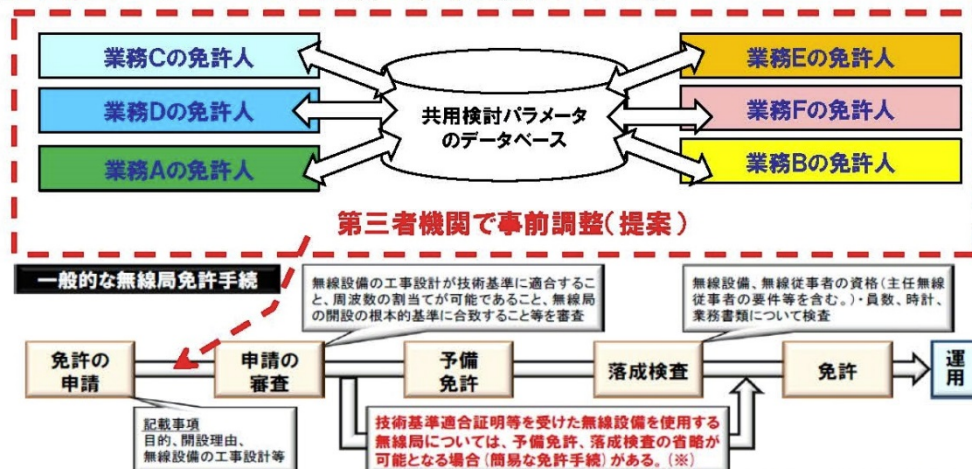 業務Cの免許人
業務Dの免許人
業務Aの免許人
共用検討パラメータ
のデータベース
業務Eの免許人
業務Fの免許人
業務Bの免許人
第三者機関で事前調整(提案)
一般的な無線局免許手続
無線設備の工事設計が技術基準に適合するこ
と、周波数の割当てが可能であること、無線局
の開設の根本的基準に合致すること等を審査
無線設備、無線従事者の資格(主任無線
従事者の要件等を含む。)・員数、時計、
業務書類について検査
免許の
申請
申請の
審査
予備
免許
落成検査
免許
運
用
記載事項
目的、開設理由、
無線設備の工事設計等
技術基準適合証明等を受けた無線設備を使用する
無線局については、予備免許、落成検査の省略が
可能となる場合(簡易な免許手続)がある。(※)